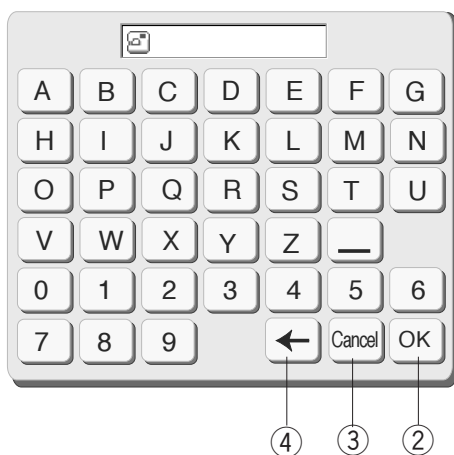 A B C D E F G
H I J K L M N
O P Q R S T U
V W X Y Z _
0 1 2 3 4 5 6
7 8 9 ← Cancel OK
④ ③ ②